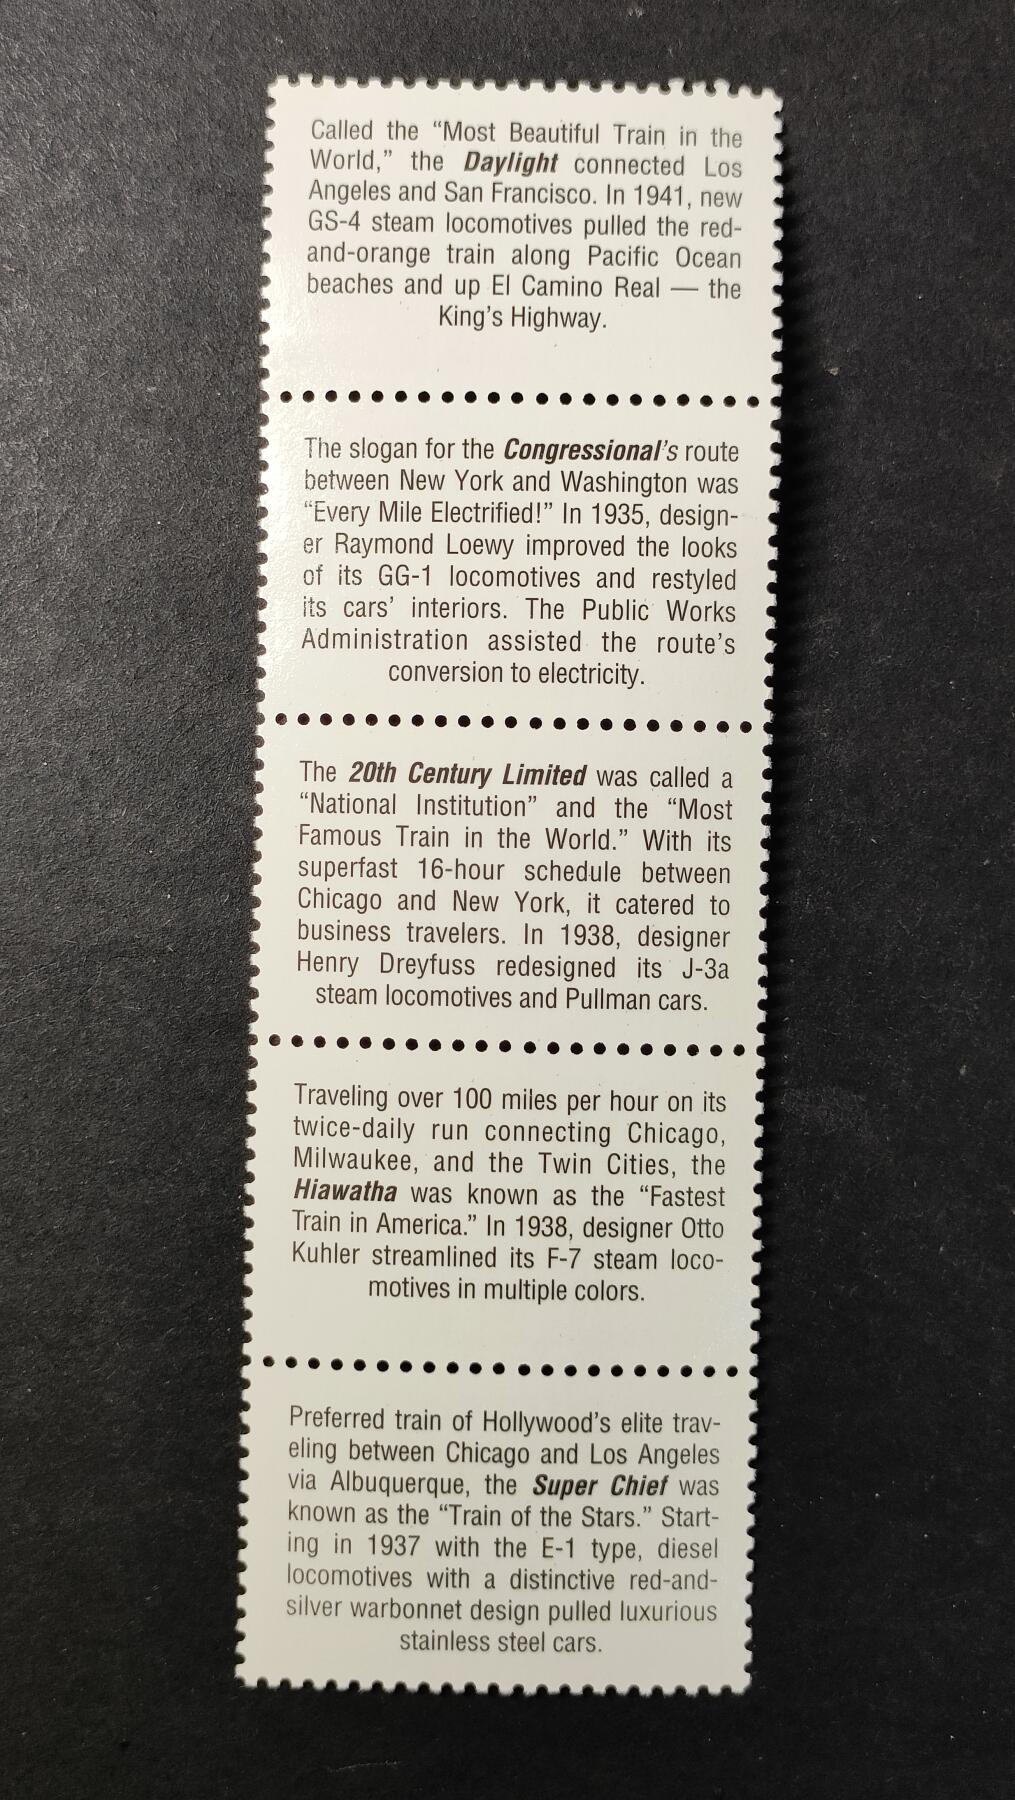 Called the “Most Beautiful Train in the
World,” the Daylight connected Los
Angeles and San Francisco. In 1941, new
GS-4 steam locomotives pulled the red-
and-orange train along Pacific Ocean
beaches and up El Camino Real — the
King’s Highway.
The slogan for the Congressional’s route
between New York and Washington was
“Every Mile Electrified!” In 1935, design-
er Raymond Loewy improved the looks
of its GG-1 locomotives and restyled
its cars’ interiors. The Public Works
Administration assisted the route’s
conversion to electricity.
The 20th Century Limited was called a
“National Institution” and the “Most
Famous Train in the World.” With its
superfast 16-hour schedule between
Chicago and New York, it catered to
business travelers. In 1938, designer
Henry Dreyfuss redesigned its J-3a
steam locomotives and Pullman cars.
Traveling over 100 miles per hour on its
twice-daily run connecting Chicago,
Milwaukee, and the Twin Cities, the
Hiawatha was known as the “Fastest
Train in America.” In 1938, designer Otto
Kuhler streamlined its F-7 steam loco-
motives in multiple colors.
Preferred train of Hollywood’s elite trav-
eling between Chicago and Los Angeles
via Albuquerque, the Super Chief was
known as the “Train of the Stars.” Start-
ing in 1937 with the E-1 type, diesel
locomotives with a distinctive red-and-
silver warbonnet design pulled luxurious
stainless steel cars.